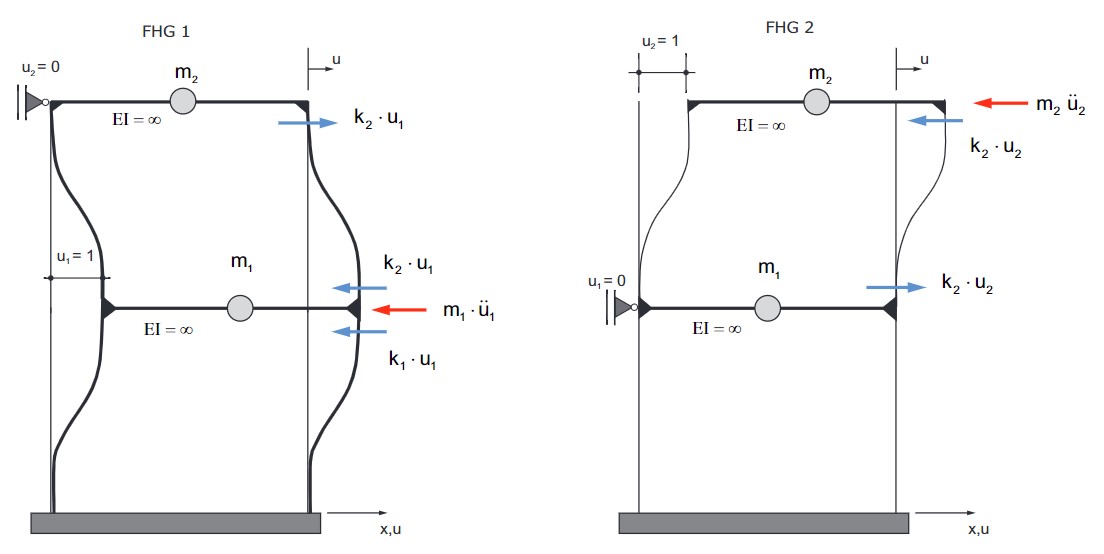 FHG 1
u₂ = 0
m₂
u
EI = ∞
k₂ · u₁
u₁ = 1
m₁
k₂ · u₁
m₁ · ü₁
EI = ∞
k₁ · u₁
x,u
FHG 2
u₂ = 1
m₂
u
m₂ ü₂
EI = ∞
k₂ · u₂
u₁ = 0
m₁
k₂ · u₂
EI = ∞
x,u